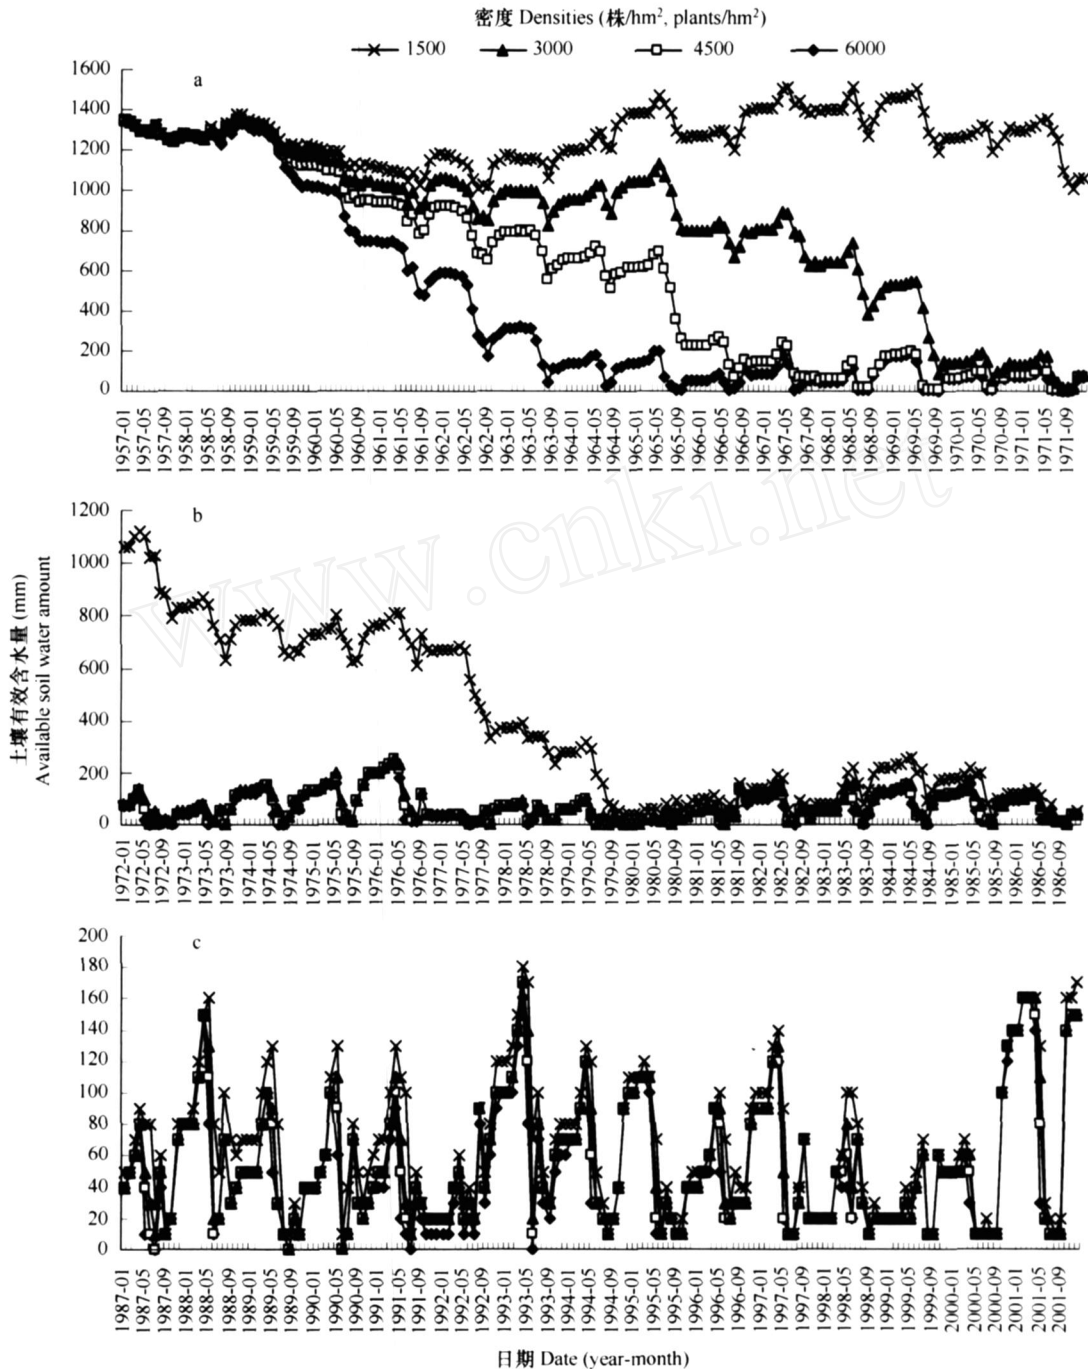 密度 Densities (株/hm², plants/hm²)
1500 3000 4500 6000
a
1600
1400
1200
1000
800
600
400
200
0
1957-01 1957-05 1957-09 1958-01 1958-05 1958-09 1959-01 1959-05 1959-09 1960-01 1960-05 1960-09 1961-01 1961-05 1961-09 1962-01 1962-05 1962-09 1963-01 1963-05 1963-09 1964-01 1964-05 1964-09 1965-01 1965-05 1965-09 1966-01 1966-05 1966-09 1967-01 1967-05 1967-09 1968-01 1968-05 1968-09 1969-01 1969-05 1969-09 1970-01 1970-05 1970-09 1971-01 1971-05 1971-09
www.cnki.net
b
1200
1000
800
600
400
200
0
1972-01 1972-05 1972-09 1973-01 1973-05 1973-09 1974-01 1974-05 1974-09 1975-01 1975-05 1975-09 1976-01 1976-05 1976-09 1977-01 1977-05 1977-09 1978-01 1978-05 1978-09 1979-01 1979-05 1979-09 1980-01 1980-05 1980-09 1981-01 1981-05 1981-09 1982-01 1982-05 1982-09 1983-01 1983-05 1983-09 1984-01 1984-05 1984-09 1985-01 1985-05 1985-09 1986-01 1986-05 1986-09
土壤有效含水量 (mm)
Available soil water amount
c
200
180
160
140
120
100
80
60
40
20
0
1987-01 1987-05 1987-09 1988-01 1988-05 1988-09 1989-01 1989-05 1989-09 1990-01 1990-05 1990-09 1991-01 1991-05 1991-09 1992-01 1992-05 1992-09 1993-01 1993-05 1993-09 1994-01 1994-05 1994-09 1995-01 1995-05 1995-09 1996-01 1996-05 1996-09 1997-01 1997-05 1997-09 1998-01 1998-05 1998-09 1999-01 1999-05 1999-09 2000-01 2000-05 2000-09 2001-01 2001-05 2001-09
日期 Date (year-month)